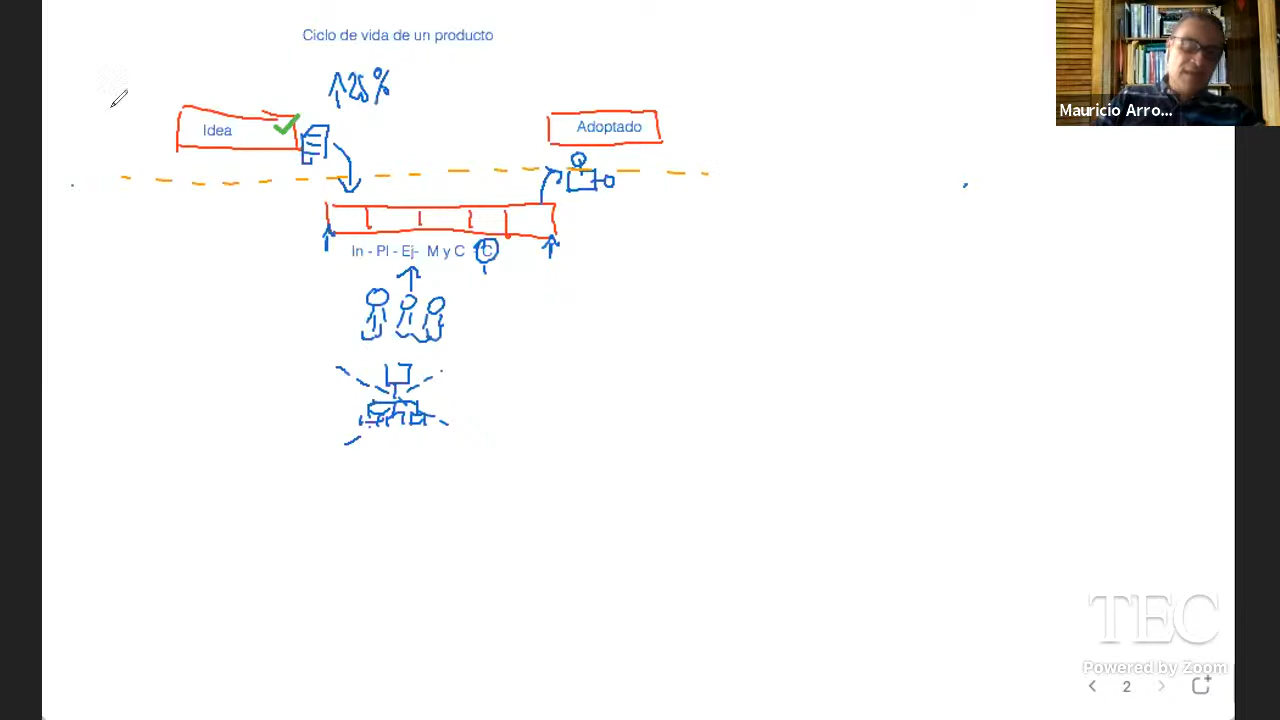 Ciclo de vida de un producto
↑25%
Idea
Adoptado
In - Pl - Ej- M y C - C
Mauricio Arro...
TEC
Powered by Zoom
2